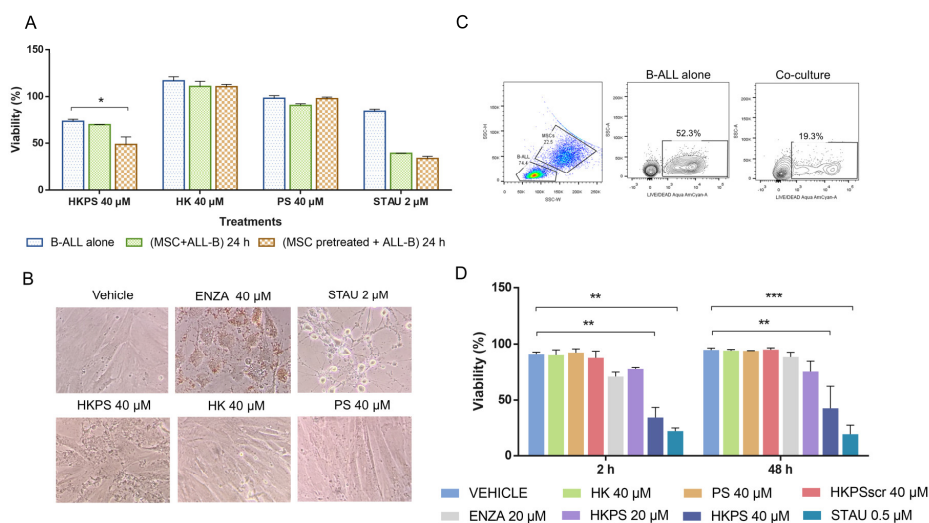 A
150
100
50
0
Viability (%)
*
HKPS 40 µM HK 40 µM PS 40 µM STAU 2 µM
Treatments
B-ALL alone (MSC+ALL-B) 24 h (MSC pretreated + ALL-B) 24 h
B
Vehicle ENZA 40 µM STAU 2 µM
HKPS 40 µM HK 40 µM PS 40 µM
C
B-ALL alone Co-culture
SSC-H
MSCs
22.5
B-ALL
74.4
SSC-W
SSC-A
52.3%
LIVE/DEAD Aqua AmCyan-A
SSC-A
19.3%
LIVE/DEAD Aqua AmCyan-A
D
150
100
50
0
Viability (%)
** ***
** **
2 h 48 h
VEHICLE HK 40 µM PS 40 µM HKPSscr 40 µM
ENZA 20 µM HKPS 20 µM HKPS 40 µM STAU 0.5 µM